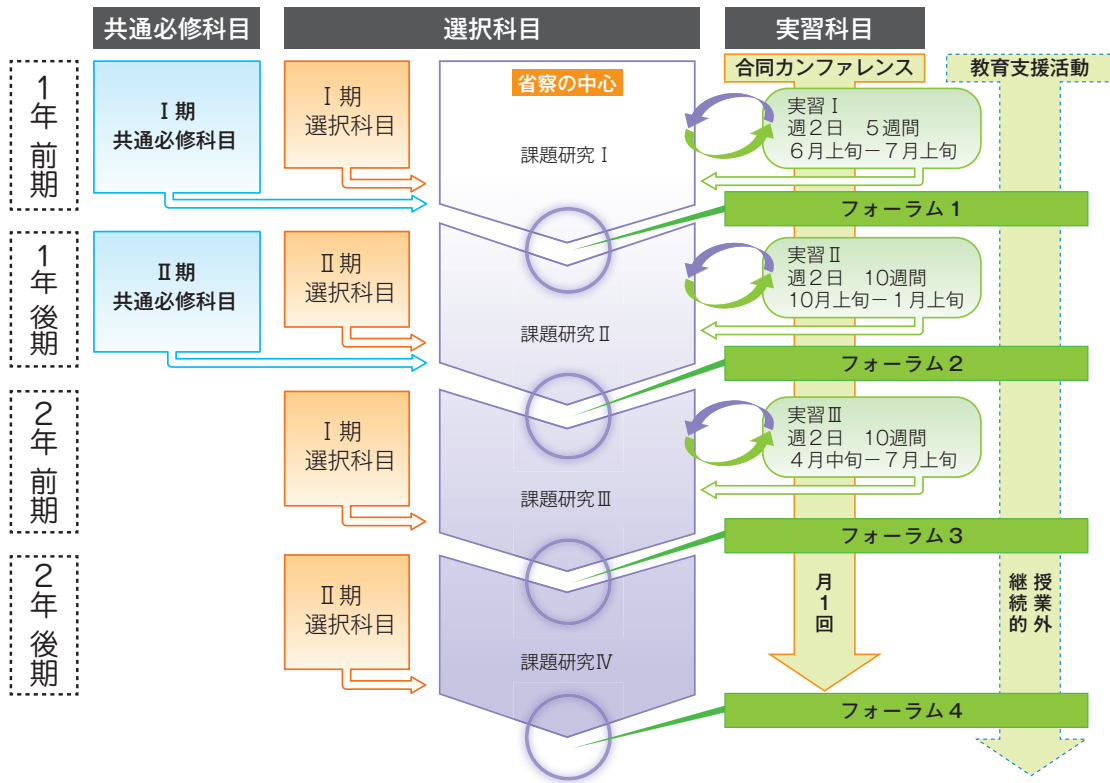 共通必修科目
選択科目
実習科目
合同カンファレンス
教育支援活動
1年 前期
Ⅰ期
共通必修科目
Ⅰ期
選択科目
省察の中心
課題研究Ⅰ
実習Ⅰ
週2日　5週間
6月上旬−7月上旬
フォーラム1
1年 後期
Ⅱ期
共通必修科目
Ⅱ期
選択科目
課題研究Ⅱ
実習Ⅱ
週2日　10週間
10月上旬−1月上旬
フォーラム2
2年 前期
Ⅰ期
選択科目
課題研究Ⅲ
実習Ⅲ
週2日　10週間
4月中旬−7月上旬
フォーラム3
2年 後期
Ⅱ期
選択科目
課題研究Ⅳ
月1回
授業外
継続的
フォーラム4